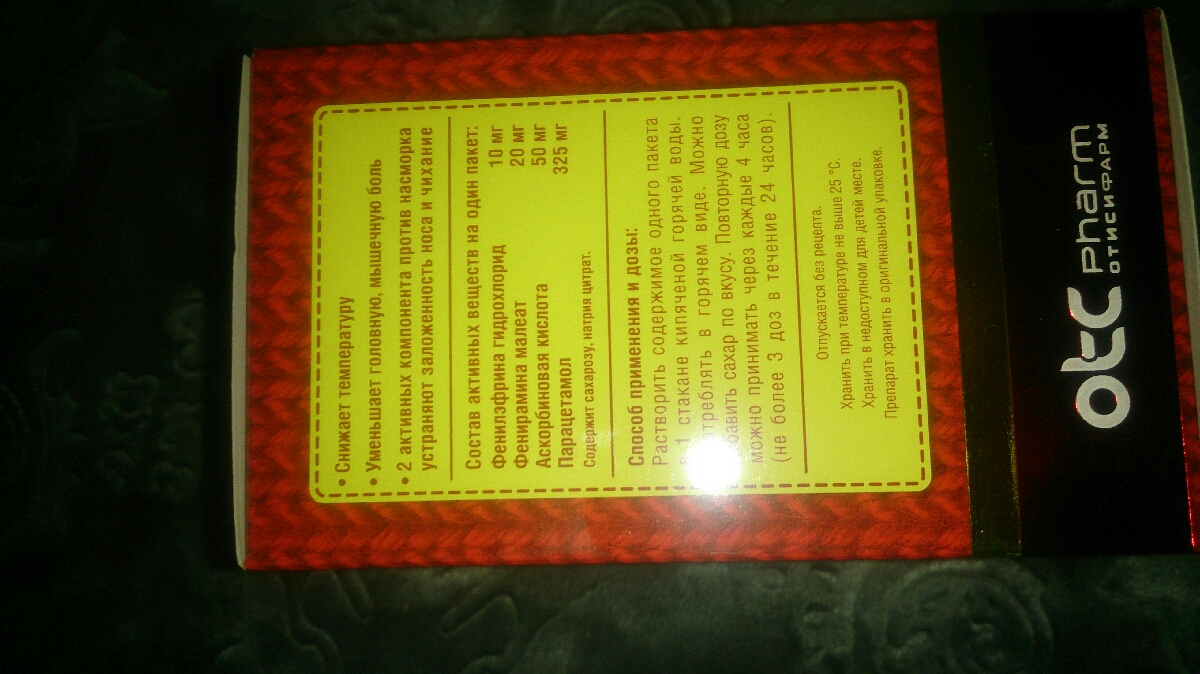 • Снижает температуру
• Уменьшает головную, мышечную боль
• 2 активных компонента против насморка
устраняют заложенность носа и чихание
Состав активных веществ на один пакет:
Фенилэфрина гидрохлорид 10 мг
Фенирамина малеат 20 мг
Аскорбиновая кислота 50 мг
Парацетамол 325 мг
Содержит сахарозу, натрия цитрат.
Способ применения и дозы:
Растворить содержимое одного пакета
в 1 стакане кипяченой горячей воды.
в горячем виде. Можно
сахар по вкусу. Повторную дозу
можно принимать через каждые 4 часа
(не более 3 доз в течение 24 часов).
Отпускается без рецепта.
Хранить при температуре не выше 25 °С.
Хранить в недоступном для детей месте.
Препарат хранить в оригинальной упаковке.
otc Pharm
ОТИСИФАРМ